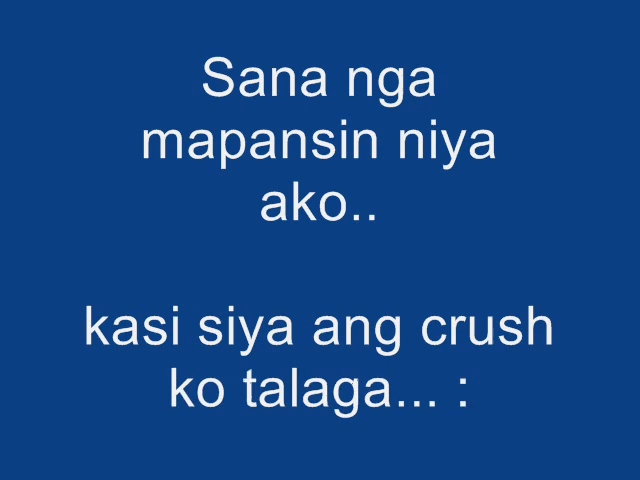 Sana nga
mapansin niya
ako..
kasi siya ang crush
ko talaga... :